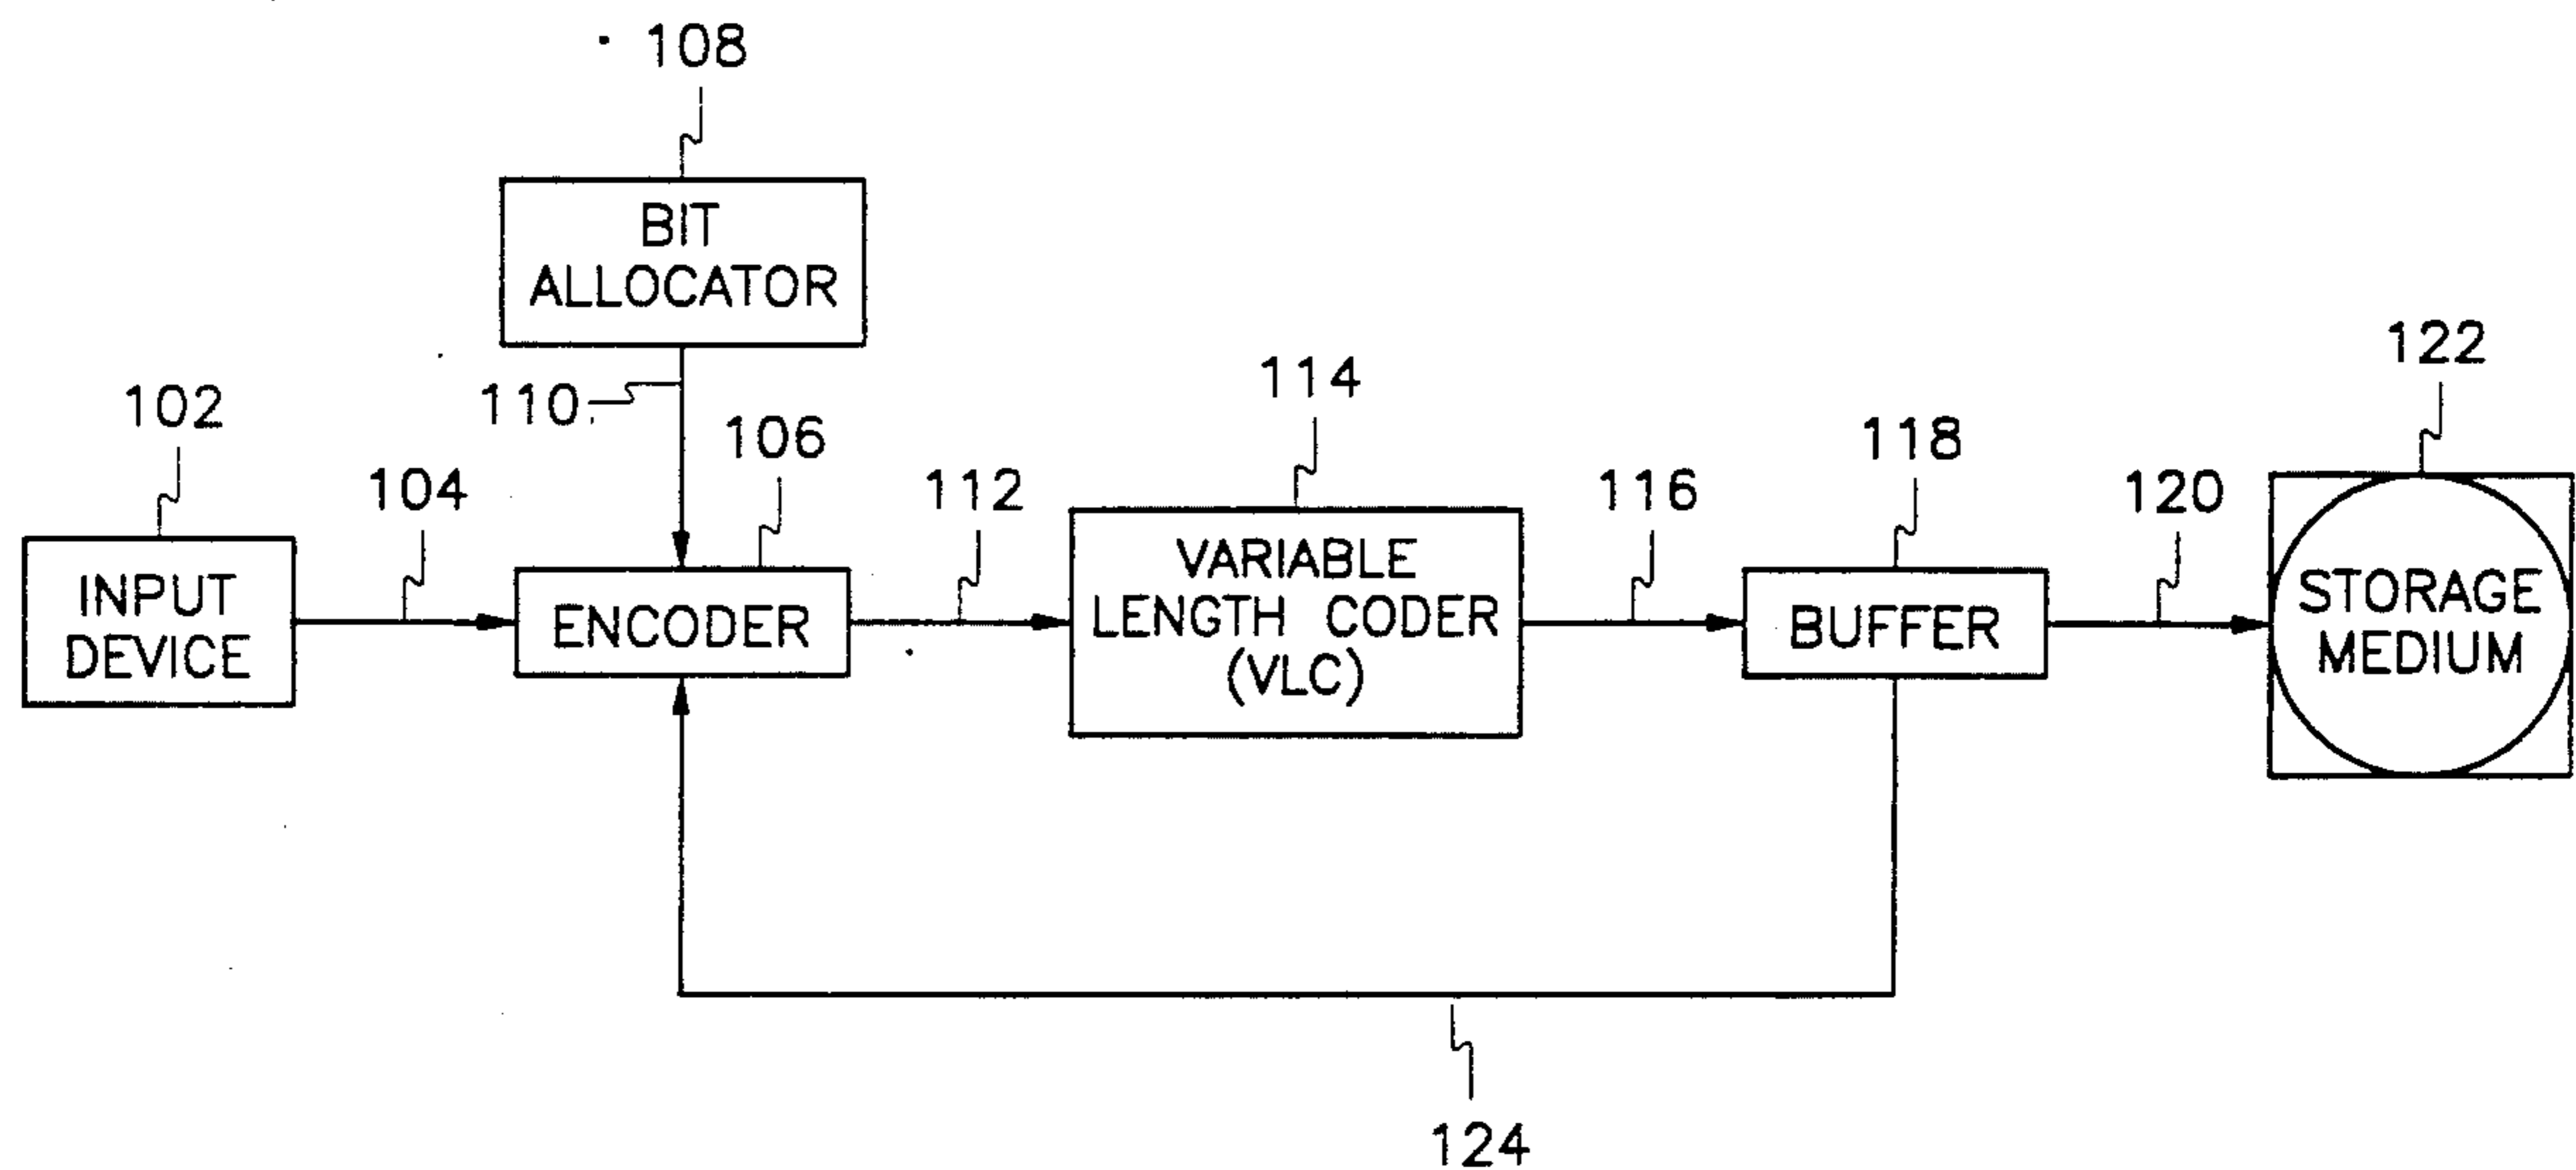 108
BIT
ALLOCATOR
110
102
104
106
112
114
116
118
120
122
INPUT
DEVICE
ENCODER
VARIABLE
LENGTH CODER
(VLC)
BUFFER
STORAGE
MEDIUM
124